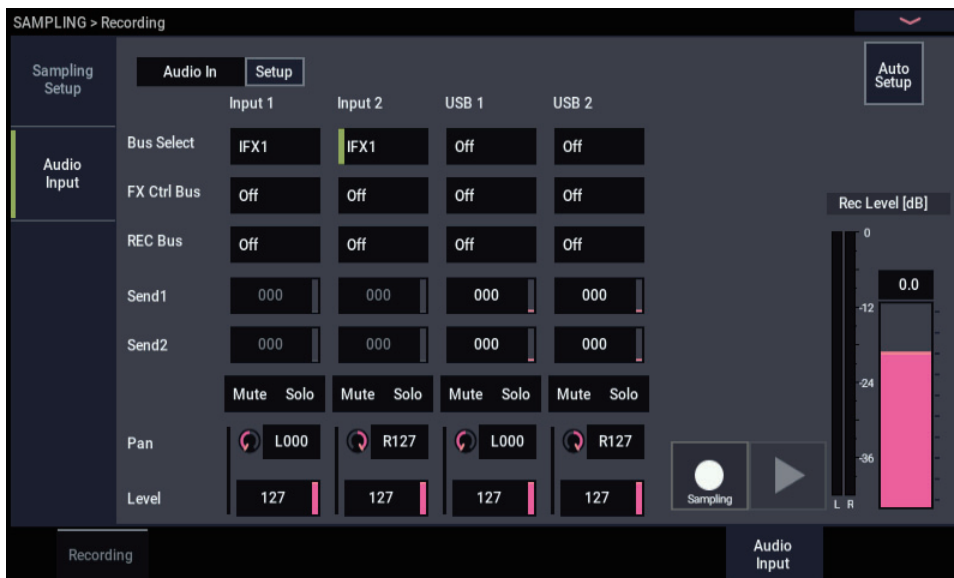 SAMPLING > Recording
Sampling
Setup
Audio
Input
Audio In Setup
Auto
Setup
Input 1 Input 2 USB 1 USB 2
Bus Select IFX1 IFX1 Off Off
FX Ctrl Bus Off Off Off Off
REC Bus Off Off Off Off
Send1 000 000 000 000
Send2 000 000 000 000
Mute Solo Mute Solo Mute Solo Mute Solo
Pan L000 R127 L000 R127
Level 127 127 127 127
Rec Level [dB]
0
0.0
-12
-24
-36
L R
Sampling
Recording
Audio
Input